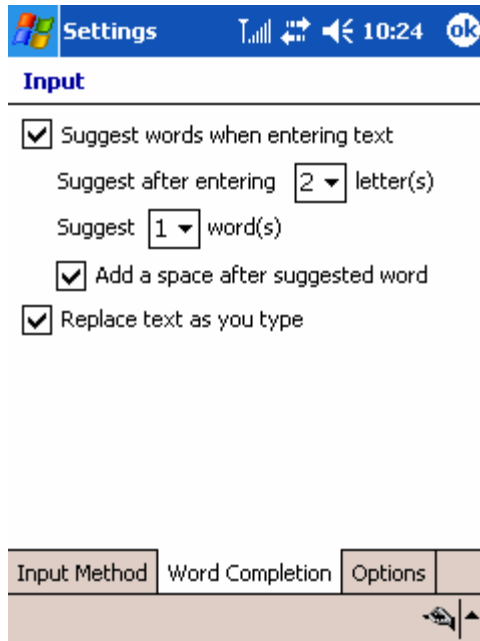 Settings 10:24 ok
Input
Suggest words when entering text
Suggest after entering 2 letter(s)
Suggest 1 word(s)
Add a space after suggested word
Replace text as you type
Input Method Word Completion Options